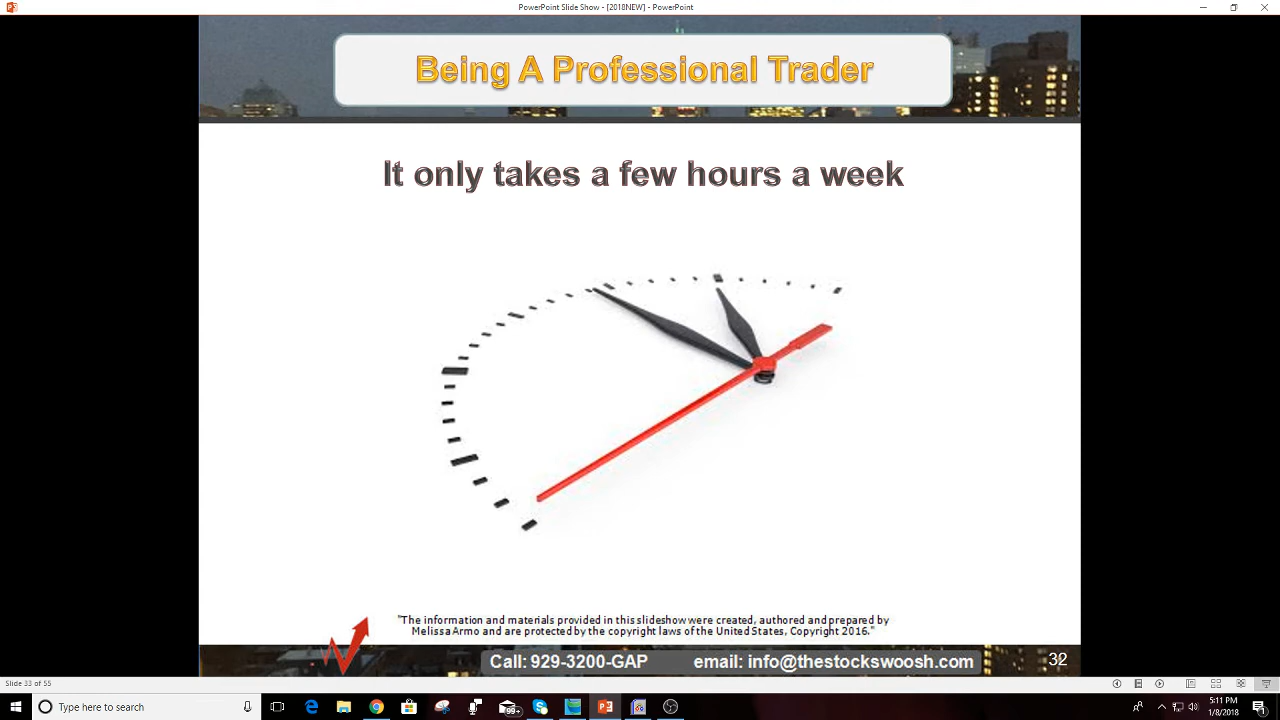 PowerPoint Slide Show - [2018NEW] - PowerPoint
Being A Professional Trader
It only takes a few hours a week
"The information and materials provided in this slideshow were created, authored and prepared by
Melissa Armo and are protected by the copyright laws of the United States, Copyright 2016."
Call: 929-3200-GAP email: info@thestockswoosh.com 32
Slide 33 of 55
Type here to search
99+
5:11 PM
1/8/2018